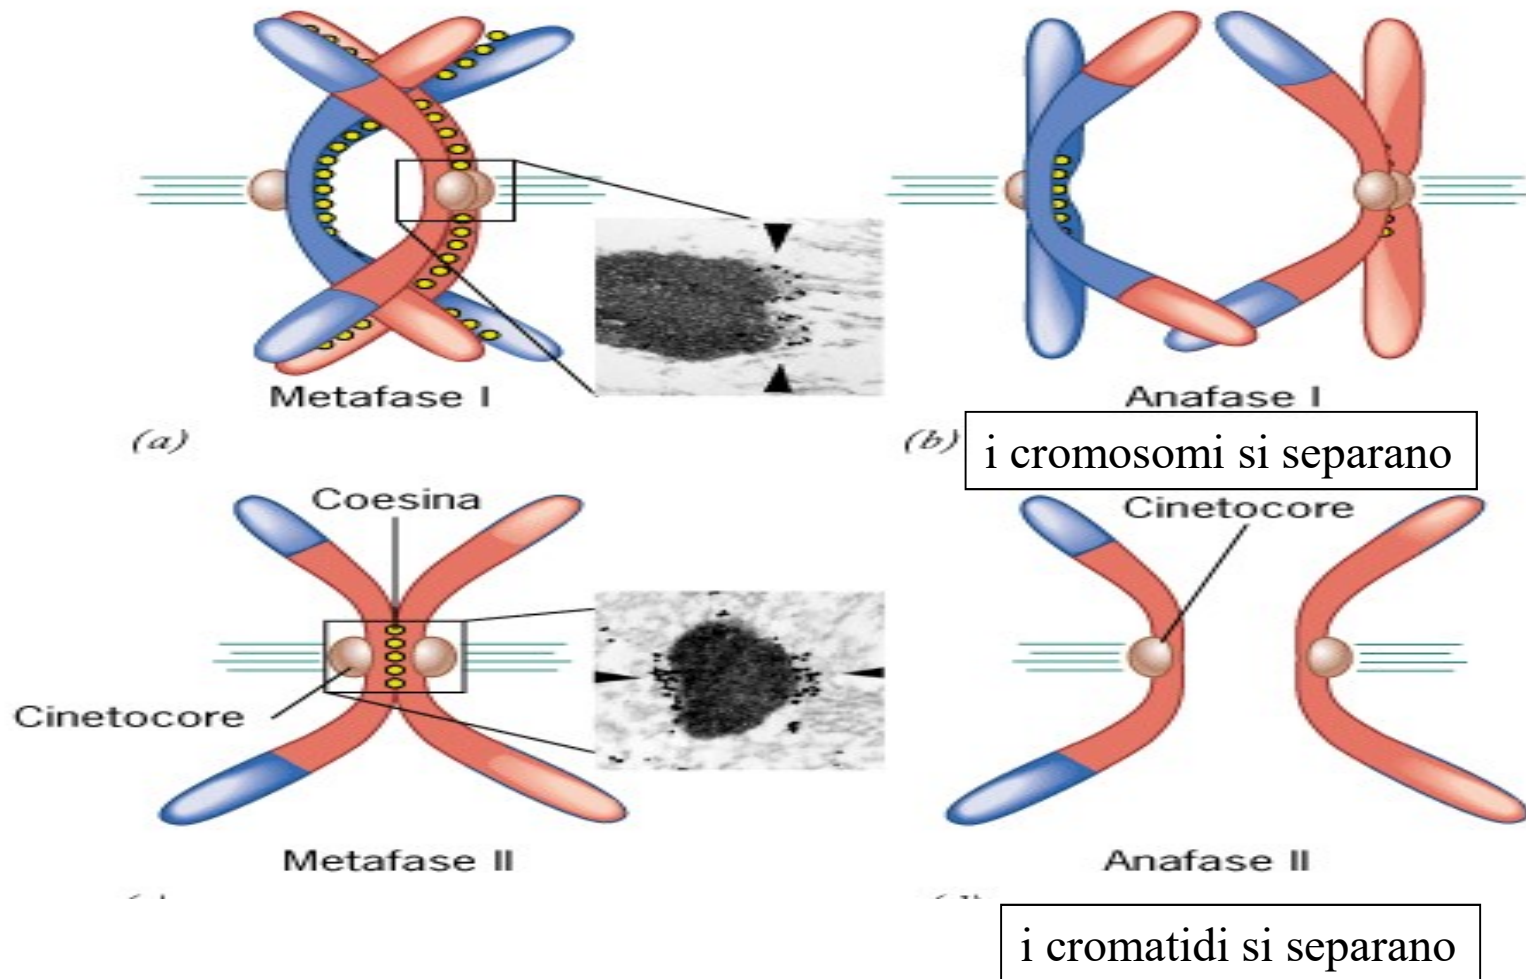 Metafase I
Anafase I
(a)
(b)
i cromosomi si separano
Coesina
Cinetocore
Cinetocore
Metafase II
Anafase II
i cromatidi si separano